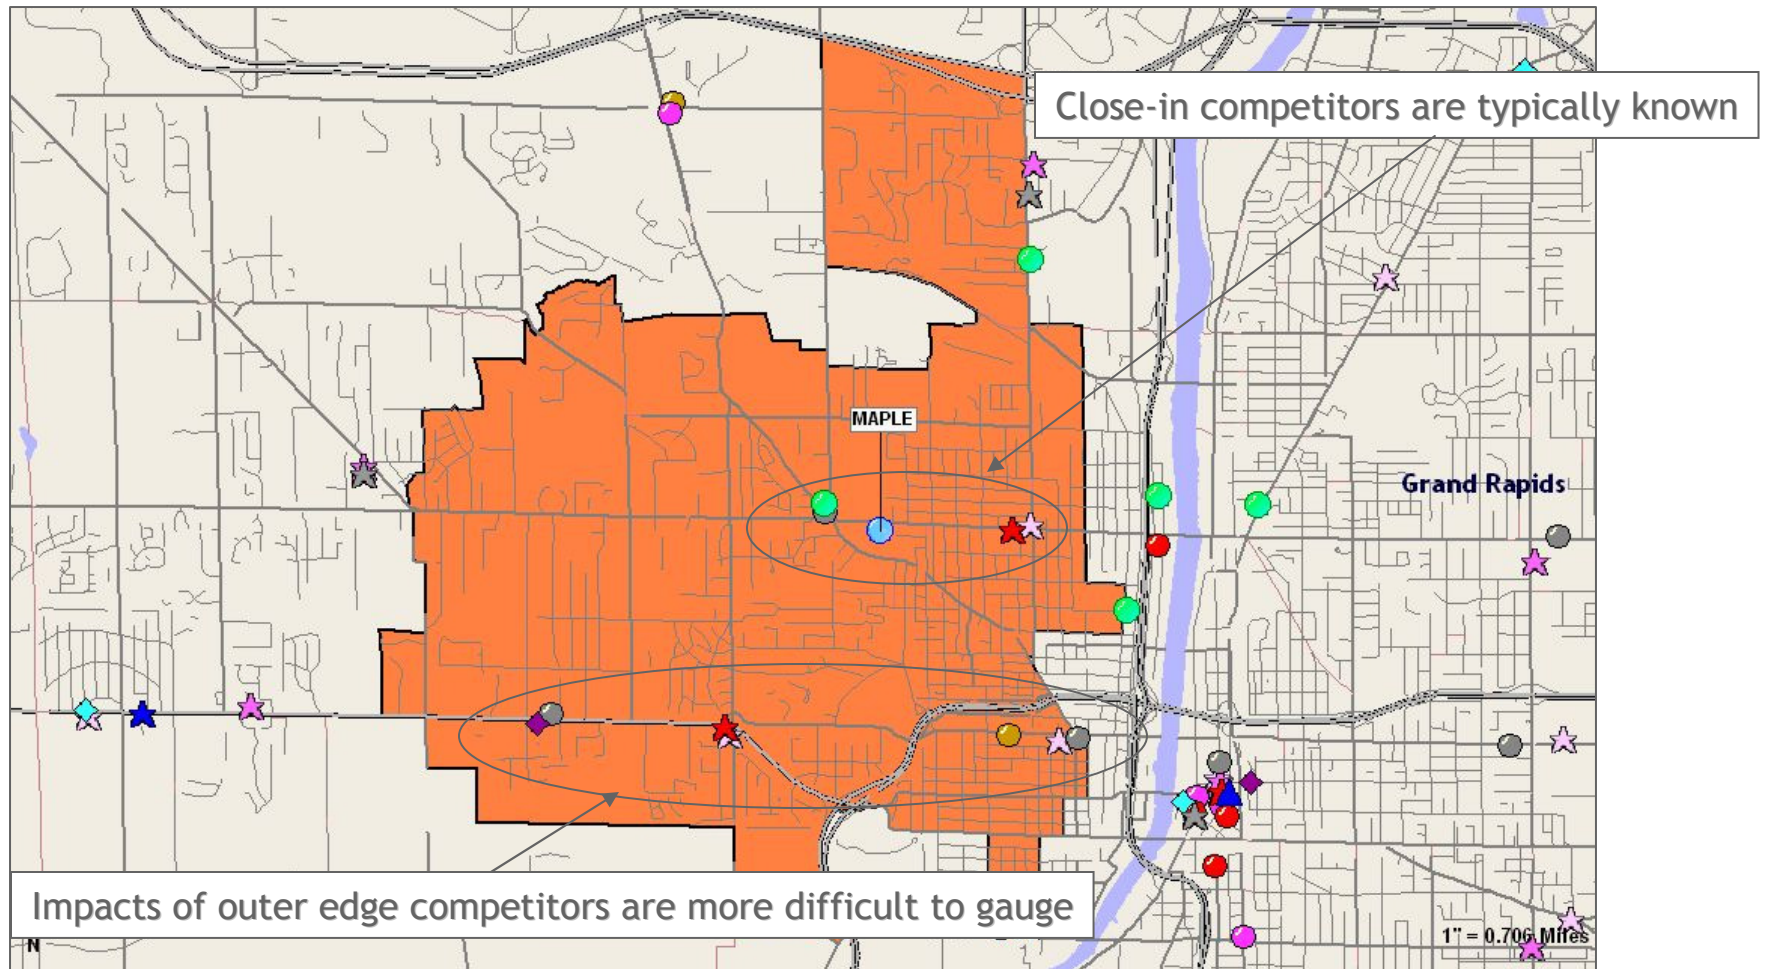 Close-in competitors are typically known
MAPLE
Grand Rapids
Impacts of outer edge competitors are more difficult to gauge
N
1" = 0.706 Miles